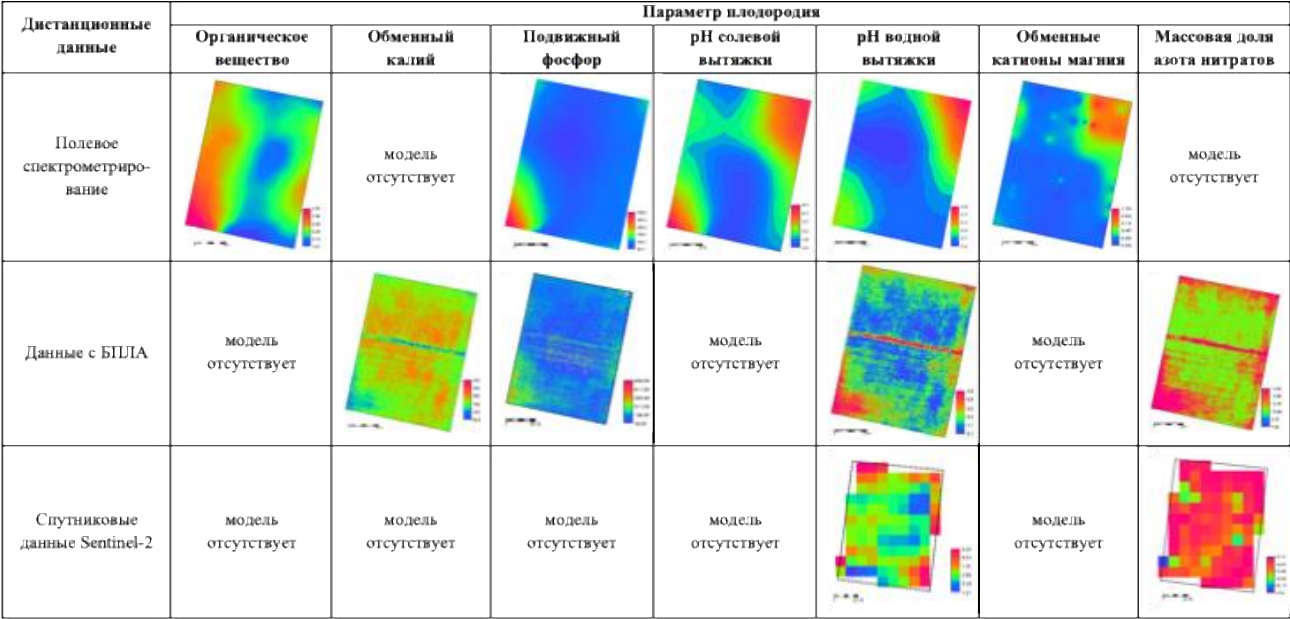 Дистанционные
данные
Параметр плодородия
Органическое
вещество
Обменный
калий
Подвижный
фосфор
pH солевой
вытяжки
pH водной
вытяжки
Обменные
катионы магния
Массовая доля
азота нитратов
Полевое
спектрометриро-
вание
модель
отсутствует
модель
отсутствует
Данные с БПЛА
модель
отсутствует
модель
отсутствует
модель
отсутствует
Спутниковые
данные Sentinel-2
модель
отсутствует
модель
отсутствует
модель
отсутствует
модель
отсутствует
модель
отсутствует